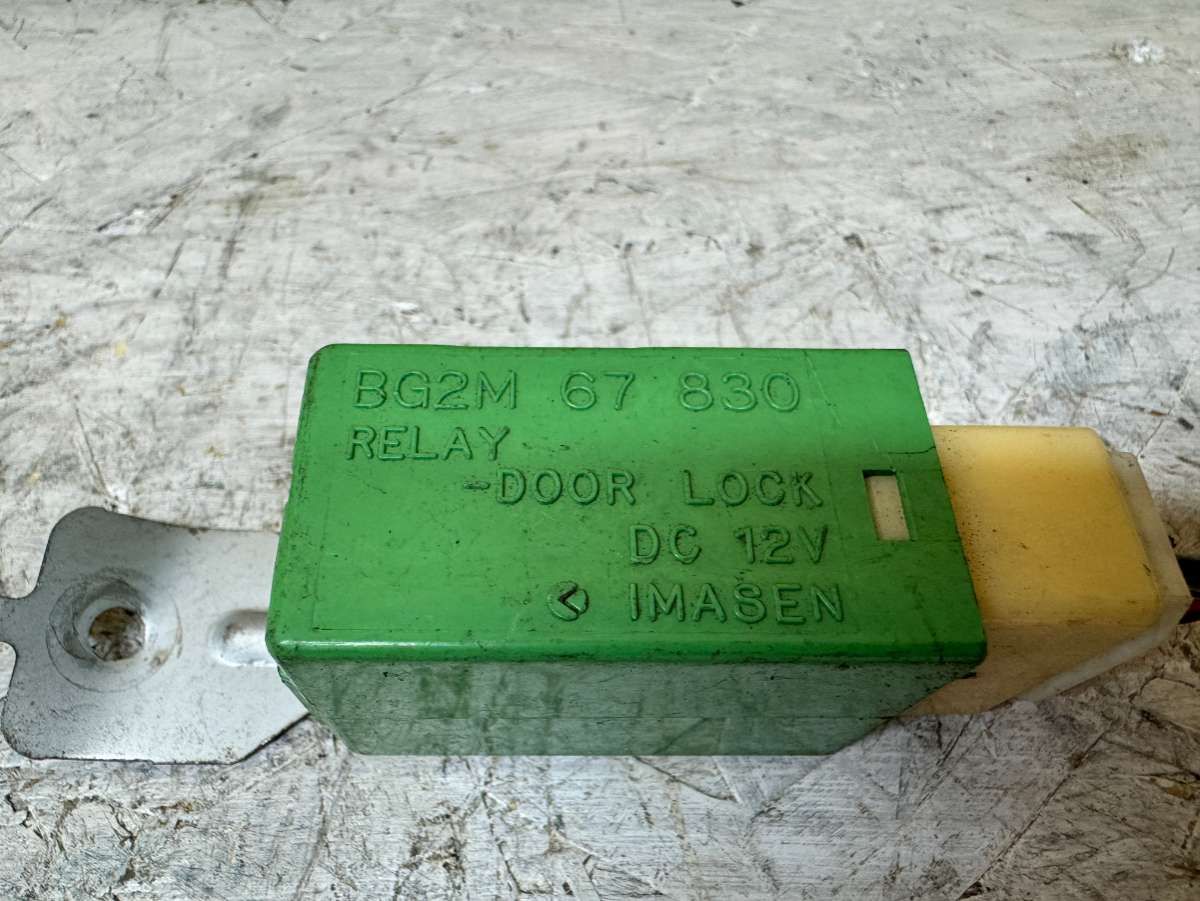 BG2M 67 830
RELAY
-DOOR LOCK
DC 12V
IMASEN